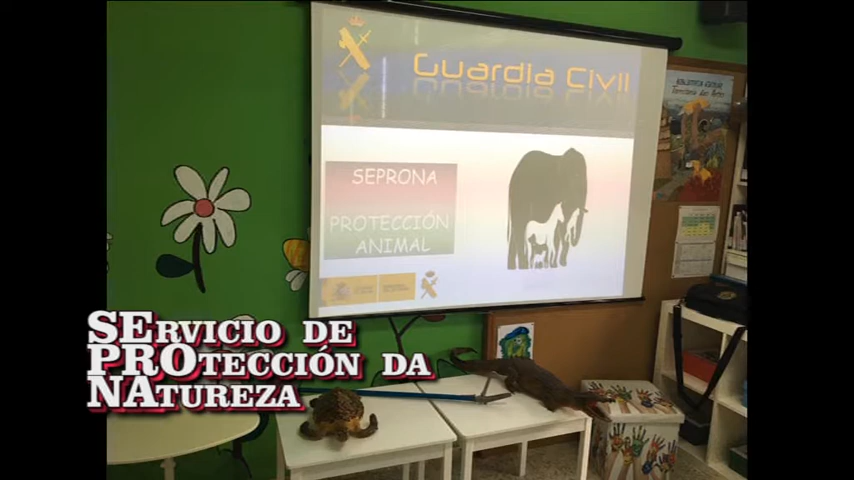 Guardia Civil
SEPRONA
PROTECCIÓN
ANIMAL
SERVICIO DE
PROTECCIÓN DA
NATUREZA